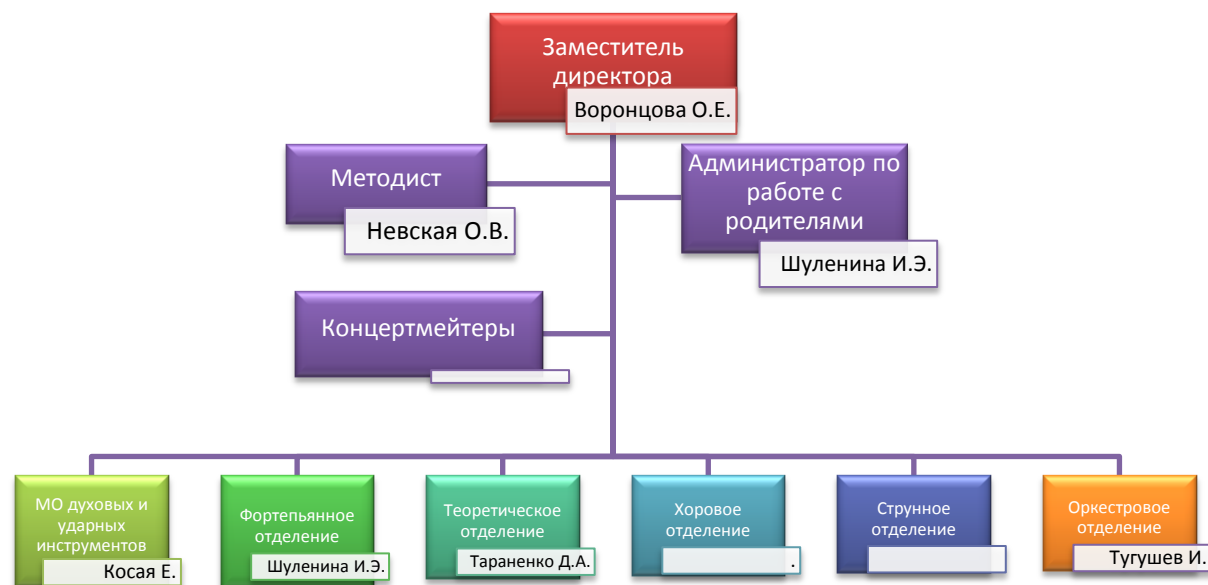 Заместитель
директора
Воронцова О.Е.
Методист
Невская О.В.
Администратор по
работе с
родителями
Шуленина И.Э.
Концертмейтеры
МО духовых и
ударных
инструментов
Косая Е.
Фортепьянное
отделение
Шуленина И.Э.
Теоретическое
отделение
Тараненко Д.А.
Хоровое
отделение
.
Струнное
отделение
Оркестровое
отделение
Тугушев И.